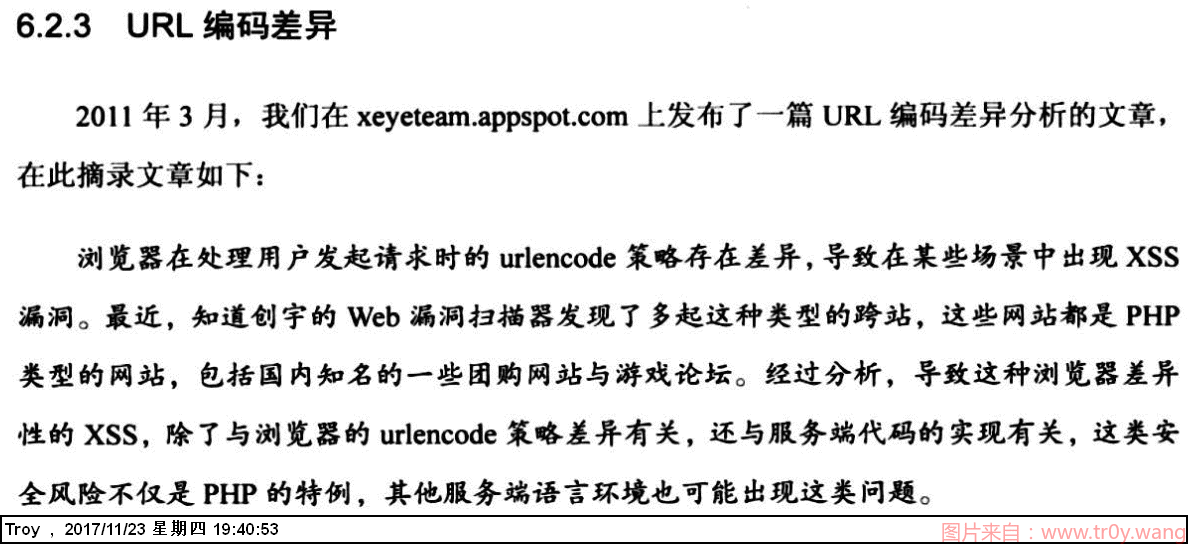 6.2.3 URL 编码差异
2011 年 3 月，我们在 xeyeteam.appspot.com 上发布了一篇 URL 编码差异分析的文章，
在此摘录文章如下：
浏览器在处理用户发起请求时的 urlencode 策略存在差异，导致在某些场景中出现 XSS
漏洞。最近，知道创宇的 Web 漏洞扫描器发现了多起这种类型的跨站，这些网站都是 PHP
类型的网站，包括国内知名的一些团购网站与游戏论坛。经过分析，导致这种浏览器差异
性的 XSS，除了与浏览器的 urlencode 策略差异有关，还与服务端代码的实现有关，这类安
全风险不仅是 PHP 的特例，其他服务端语言环境也可能出现这类问题。
Troy , 2017/11/23 星期四 19:40:53
图片来自：www.tr0y.wang